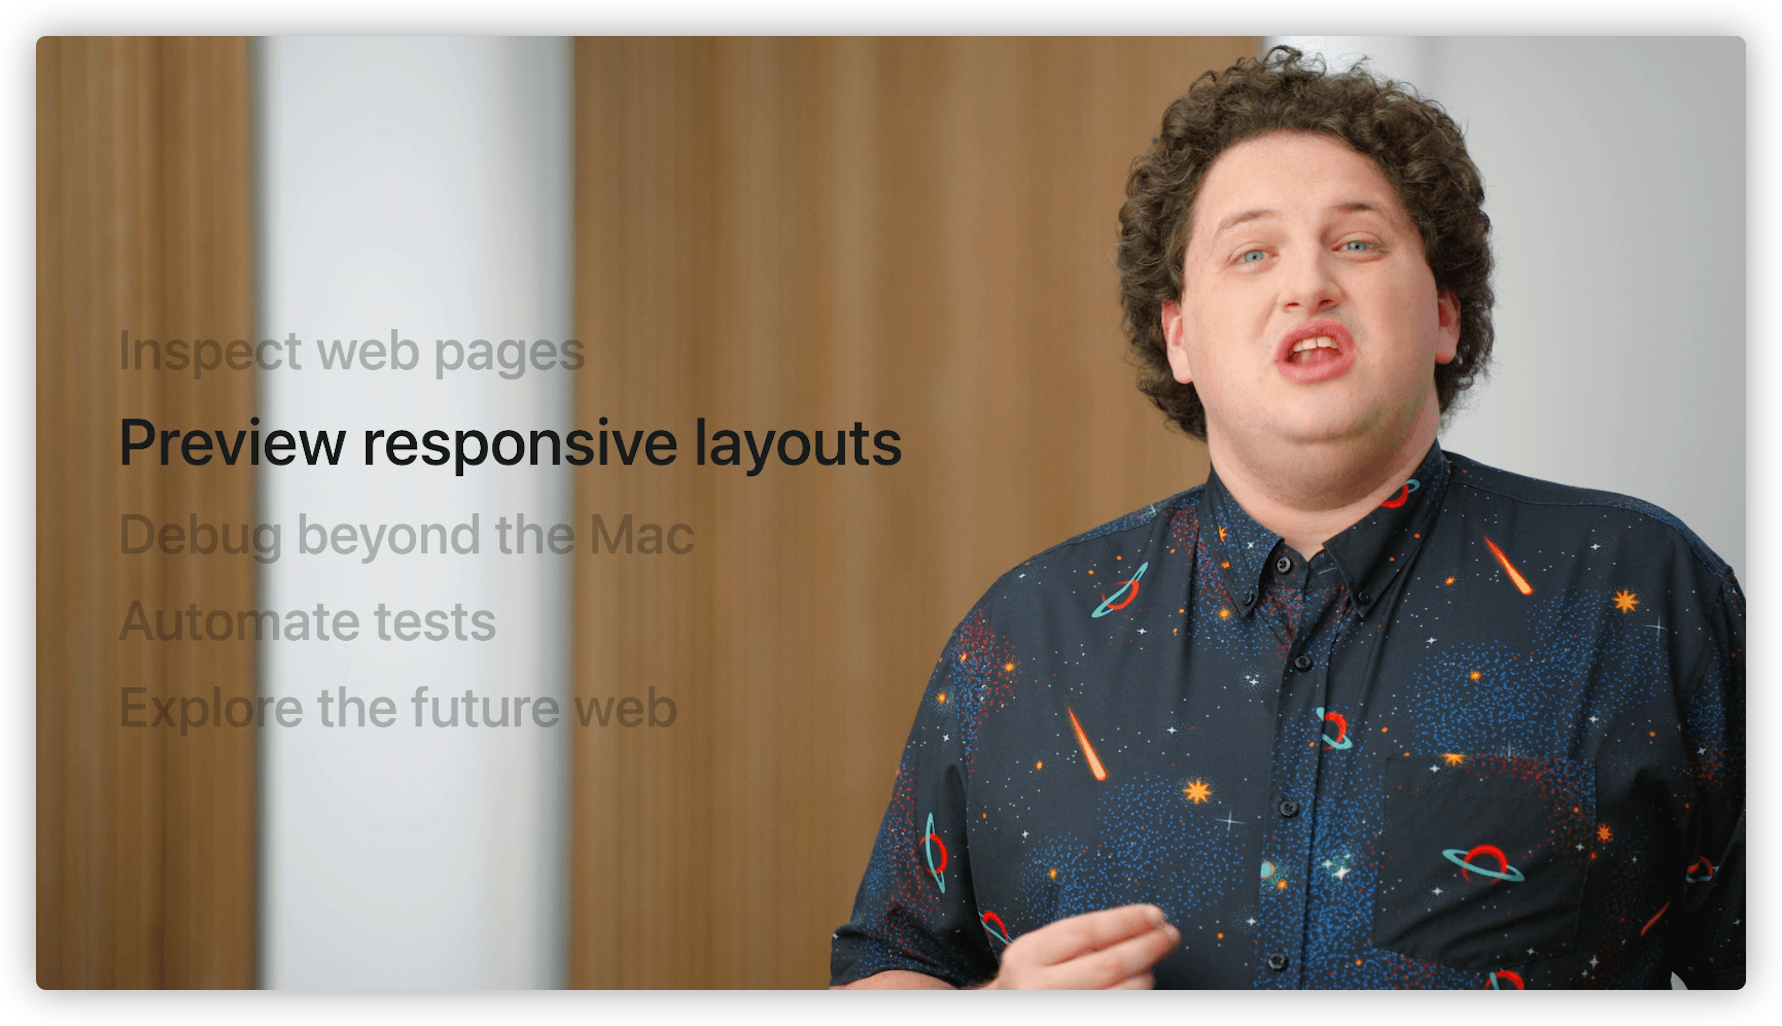 Inspect web pages
Preview responsive layouts
Debug beyond the Mac
Automate tests
Explore the future web